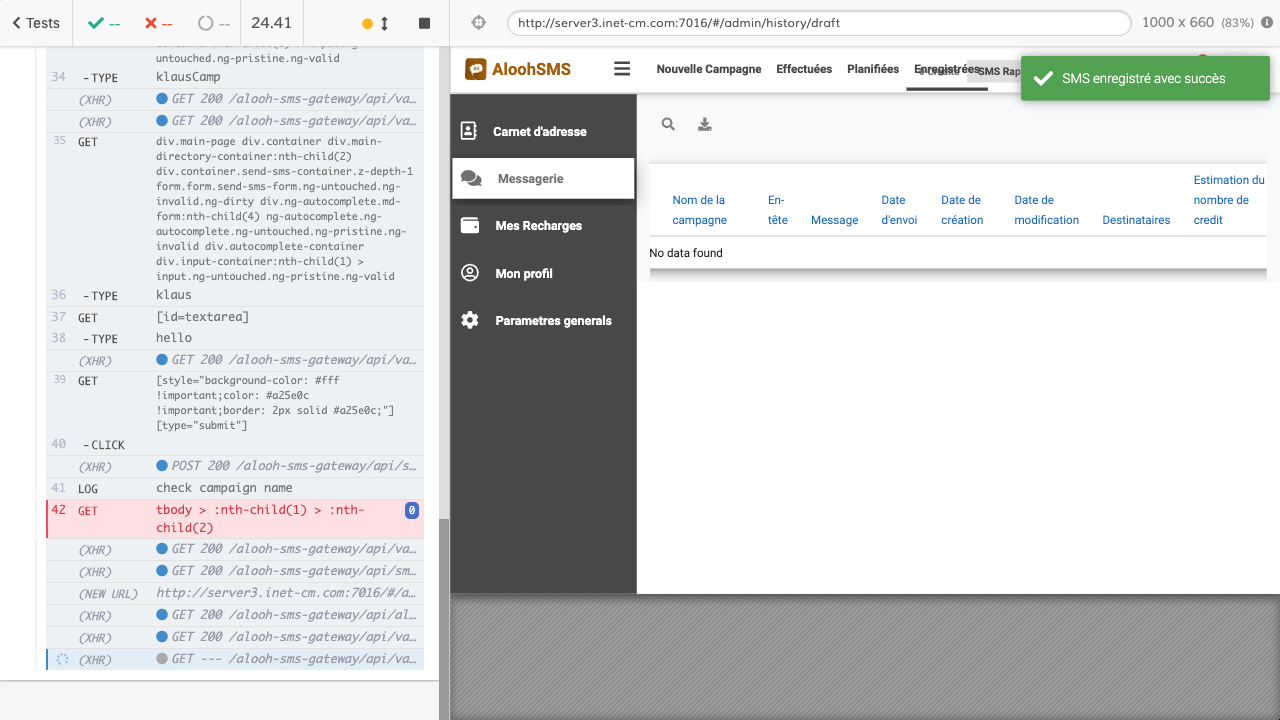 Tests
--
--
--
24.41
http://server3.inet-cm.com:7016/#/admin/history/draft
1000 x 660 (83%)
untouched.ng-pristine.ng-valid
34 -TYPE klausCamp
(XHR) GET 200 /alooh-sms-gateway/api/va...
(XHR) GET 200 /alooh-sms-gateway/api/va...
35 GET div.main-page div.container div.main-
directory-container:nth-child(2)
div.container.send-sms-container.z-depth-1
form.form.send-sms-form.ng-untouched.ng-
invalid.ng-dirty div.ng-autocomplete.md-
form:nth-child(4) ng-autocomplete.ng-
autocomplete.ng-untouched.ng-pristine.ng-
invalid div.autocomplete-container
div.input-container:nth-child(1) >
input.ng-untouched.ng-pristine.ng-valid
36 -TYPE klaus
37 GET [id=textarea]
38 -TYPE hello
(XHR) GET 200 /alooh-sms-gateway/api/va...
39 GET [style="background-color: #fff
!important;color: #a25e0c
!important;border: 2px solid #a25e0c;"]
[type="submit"]
40 -CLICK
(XHR) POST 200 /alooh-sms-gateway/api/s...
41 LOG check campaign name
42 GET tbody > :nth-child(1) > :nth-
child(2)
0
(XHR) GET 200 /alooh-sms-gateway/api/va...
(XHR) GET 200 /alooh-sms-gateway/api/sm...
(NEW URL) http://server3.inet-cm.com:7016/#/a...
(XHR) GET 200 /alooh-sms-gateway/api/al...
(XHR) GET 200 /alooh-sms-gateway/api/va...
(XHR) GET --- /alooh-sms-gateway/api/va...
AloohSMS
Nouvelle Campagne Effectuées Planifiées Enregistrées
SMS Rap
SMS enregistré avec succès
Carnet d'adresse
Messagerie
Mes Recharges
Mon profil
Parametres generals
Nom de la
campagne
En-
tête
Message
Date
d'envoi
Date de
création
Date de
modification
Destinataires
Estimation du
nombre de
credit
No data found